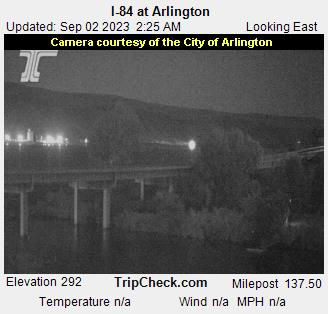 I-84 at Arlington
Updated: Sep 02 2023 2:25 AM Looking East
Camera courtesy of the City of Arlington
Elevation 292 TripCheck.com Milepost 137.50
Temperature n/a Wind n/a MPH n/a